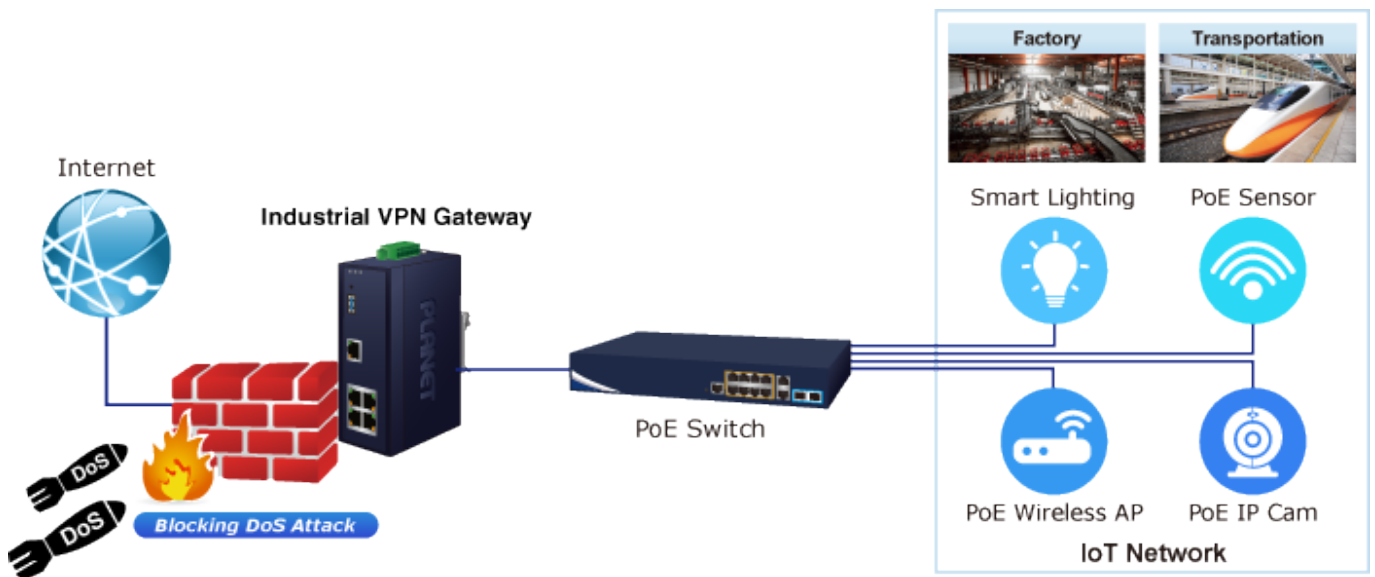 Factory
Transportation
Internet
Industrial VPN Gateway
Smart Lighting
PoE Sensor
PLANET
PoE Switch
DoS
DoS
Blocking DoS Attack
PoE Wireless AP
PoE IP Cam
IoT Network